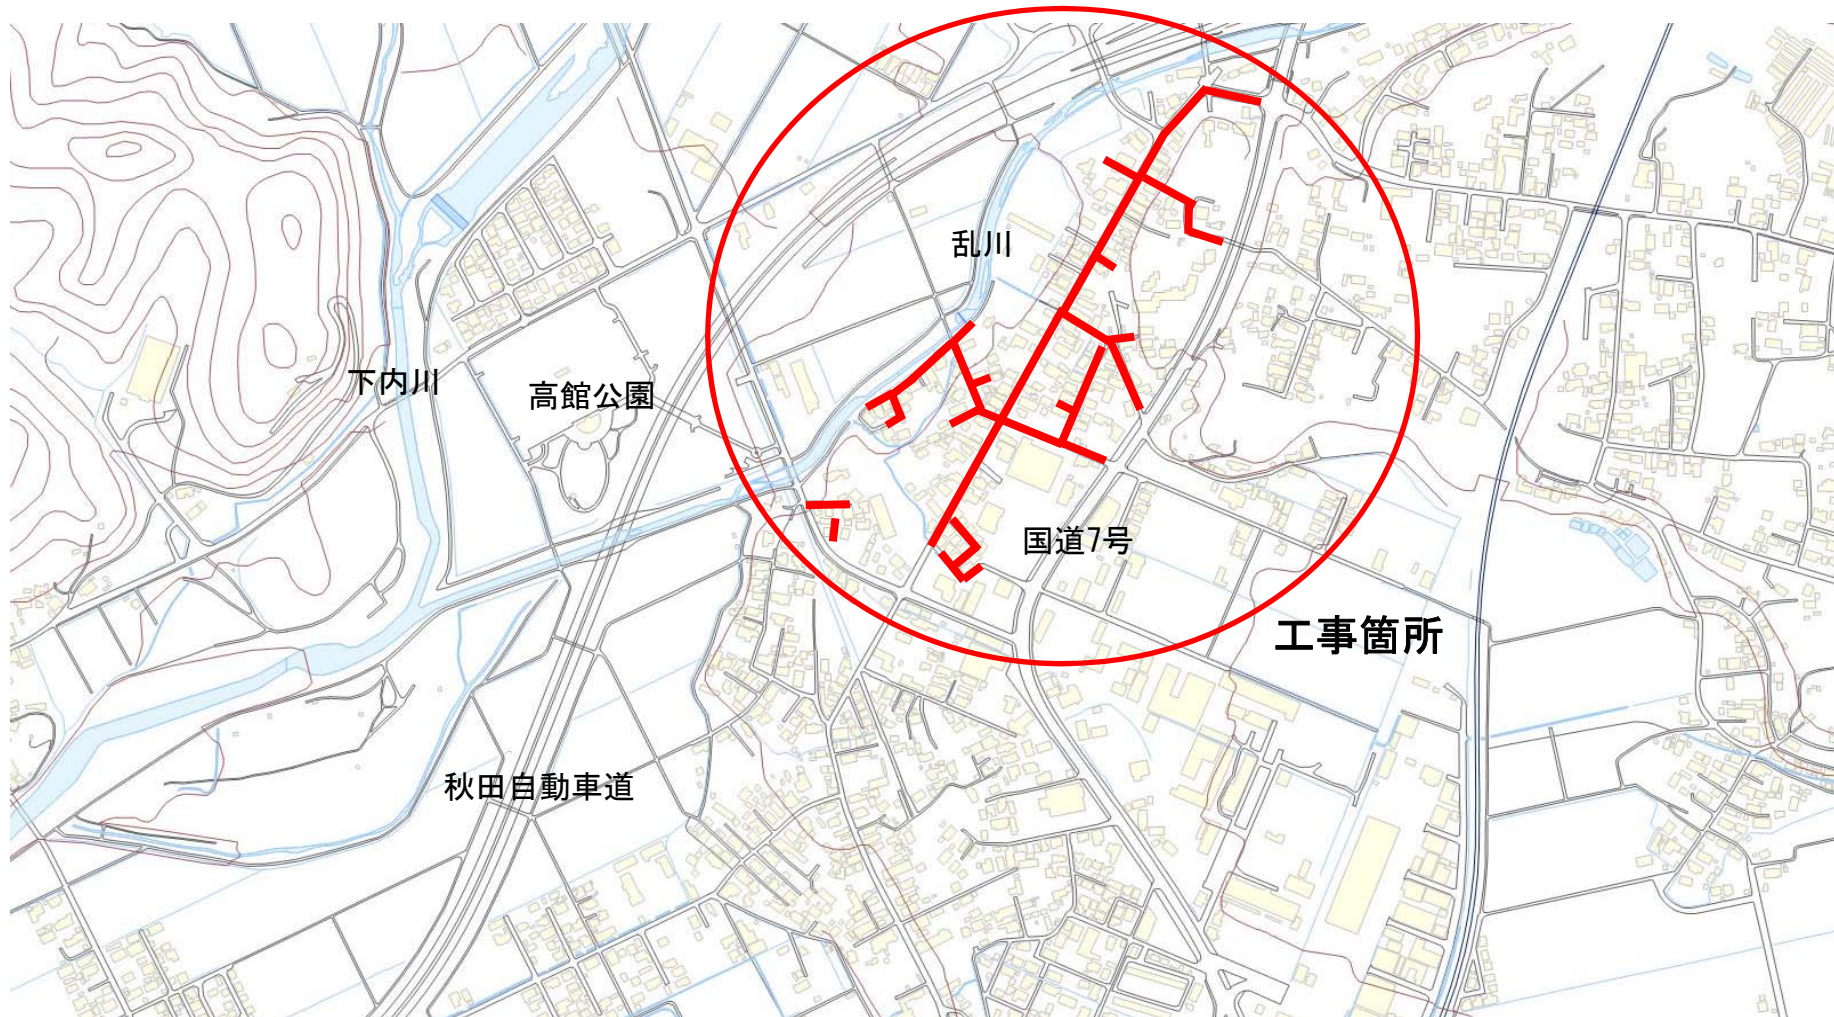 乱川
下内川
高館公園
国道7号
工事箇所
秋田自動車道